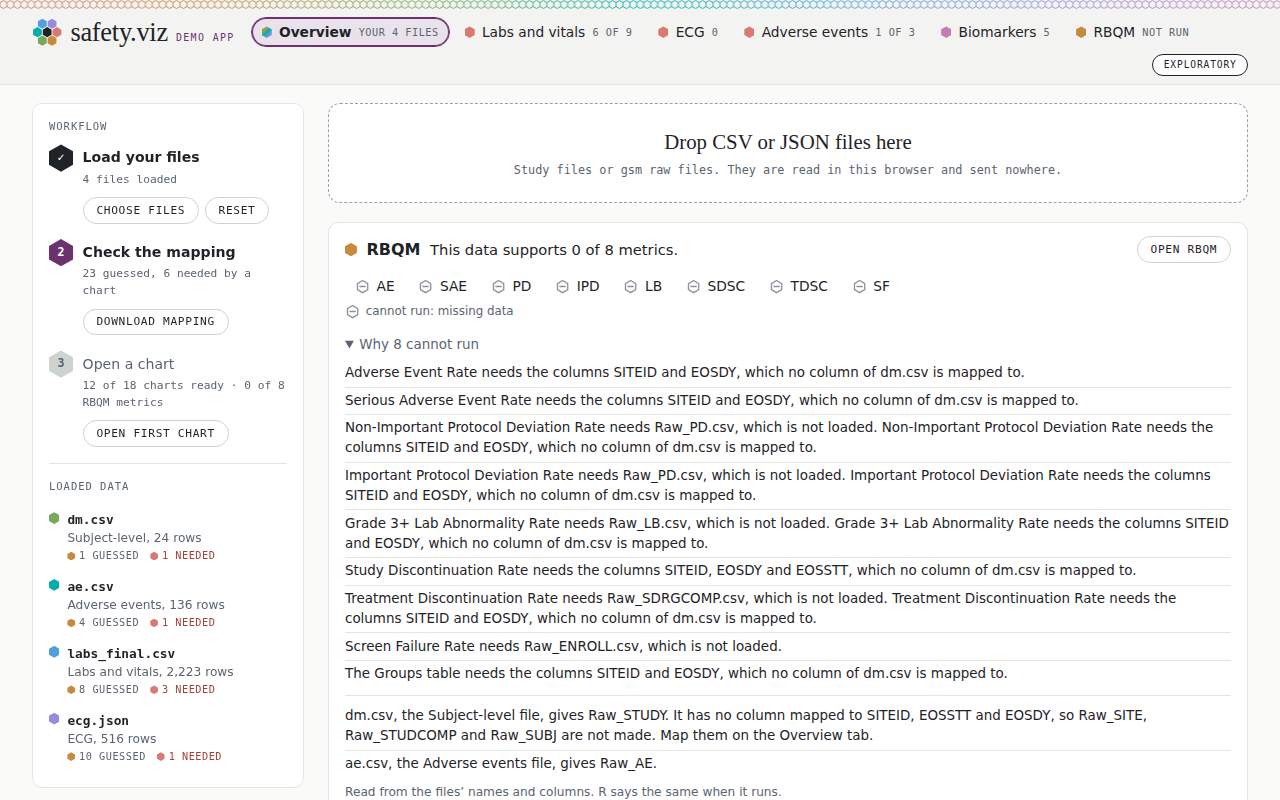 safety.viz DEMO APP
Overview YOUR 4 FILES
Labs and vitals 6 OF 9
ECG 0
Adverse events 1 OF 3
Biomarkers 5
RBQM NOT RUN
EXPLORATORY
WORKFLOW
✓ Load your files
4 files loaded
CHOOSE FILES RESET
2 Check the mapping
23 guessed, 6 needed by a
chart
DOWNLOAD MAPPING
3 Open a chart
12 of 18 charts ready · 0 of 8
RBQM metrics
OPEN FIRST CHART
LOADED DATA
dm.csv
Subject-level, 24 rows
1 GUESSED 1 NEEDED
ae.csv
Adverse events, 136 rows
4 GUESSED 1 NEEDED
labs_final.csv
Labs and vitals, 2,223 rows
8 GUESSED 3 NEEDED
ecg.json
ECG, 516 rows
10 GUESSED 1 NEEDED
Drop CSV or JSON files here
Study files or gsm raw files. They are read in this browser and sent nowhere.
RBQM This data supports 0 of 8 metrics.
OPEN RBQM
AE SAE PD IPD LB SDSC TDSC SF
cannot run: missing data
▼ Why 8 cannot run
Adverse Event Rate needs the columns SITEID and EOSDY, which no column of dm.csv is mapped to.
Serious Adverse Event Rate needs the columns SITEID and EOSDY, which no column of dm.csv is mapped to.
Non-Important Protocol Deviation Rate needs Raw_PD.csv, which is not loaded. Non-Important Protocol Deviation Rate needs the
columns SITEID and EOSDY, which no column of dm.csv is mapped to.
Important Protocol Deviation Rate needs Raw_PD.csv, which is not loaded. Important Protocol Deviation Rate needs the columns
SITEID and EOSDY, which no column of dm.csv is mapped to.
Grade 3+ Lab Abnormality Rate needs Raw_LB.csv, which is not loaded. Grade 3+ Lab Abnormality Rate needs the columns SITEID
and EOSDY, which no column of dm.csv is mapped to.
Study Discontinuation Rate needs the columns SITEID, EOSDY and EOSSTT, which no column of dm.csv is mapped to.
Treatment Discontinuation Rate needs Raw_SDRGCOMP.csv, which is not loaded. Treatment Discontinuation Rate needs the
columns SITEID and EOSDY, which no column of dm.csv is mapped to.
Screen Failure Rate needs Raw_ENROLL.csv, which is not loaded.
The Groups table needs the columns SITEID and EOSDY, which no column of dm.csv is mapped to.
dm.csv, the Subject-level file, gives Raw_STUDY. It has no column mapped to SITEID, EOSSTT and EOSDY, so Raw_SITE,
Raw_STUDCOMP and Raw_SUBJ are not made. Map them on the Overview tab.
ae.csv, the Adverse events file, gives Raw_AE.
Read from the files’ names and columns. R says the same when it runs.